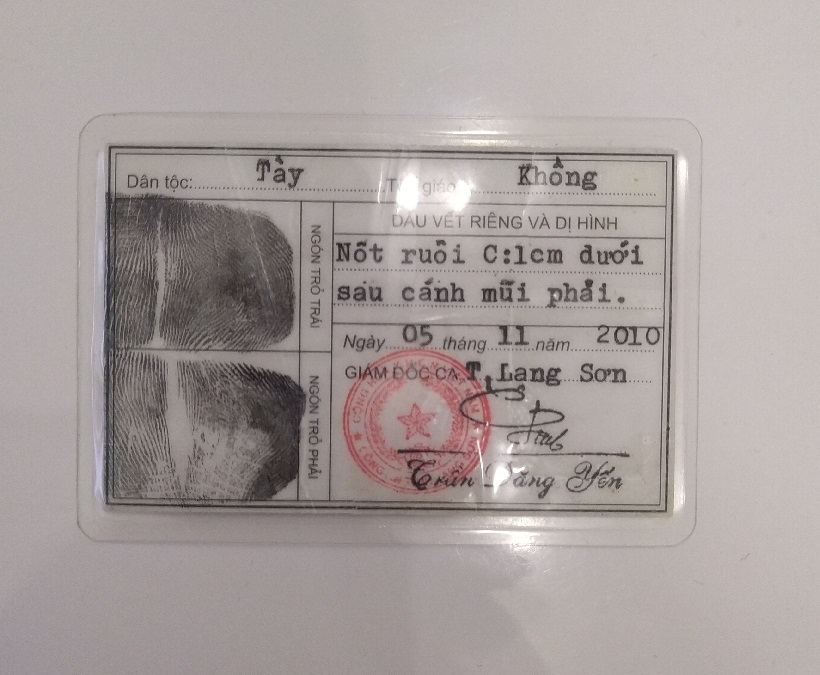 Dân tộc: Tày Tôn giáo: Không
NGÓN TRỎ TRÁI
NGÓN TRỎ PHẢI
DẤU VẾT RIÊNG VÀ DỊ HÌNH
Nốt ruồi C:1cm dưới
sau cánh mũi phải.
Ngày 05 tháng 11 năm 2010
GIÁM ĐỐC CA T. Lạng Sơn
Trần Đăng Yến